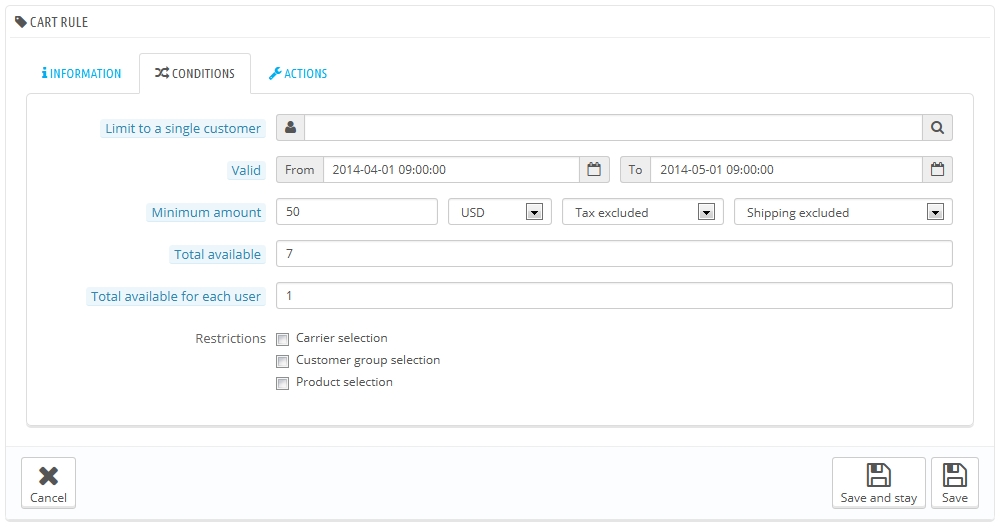 CART RULE
INFORMATION CONDITIONS ACTIONS
Limit to a single customer
Valid From 2014-04-01 09:00:00 To 2014-05-01 09:00:00
Minimum amount 50 USD Tax excluded Shipping excluded
Total available 7
Total available for each user 1
Restrictions Carrier selection
Customer group selection
Product selection
Cancel Save and stay Save